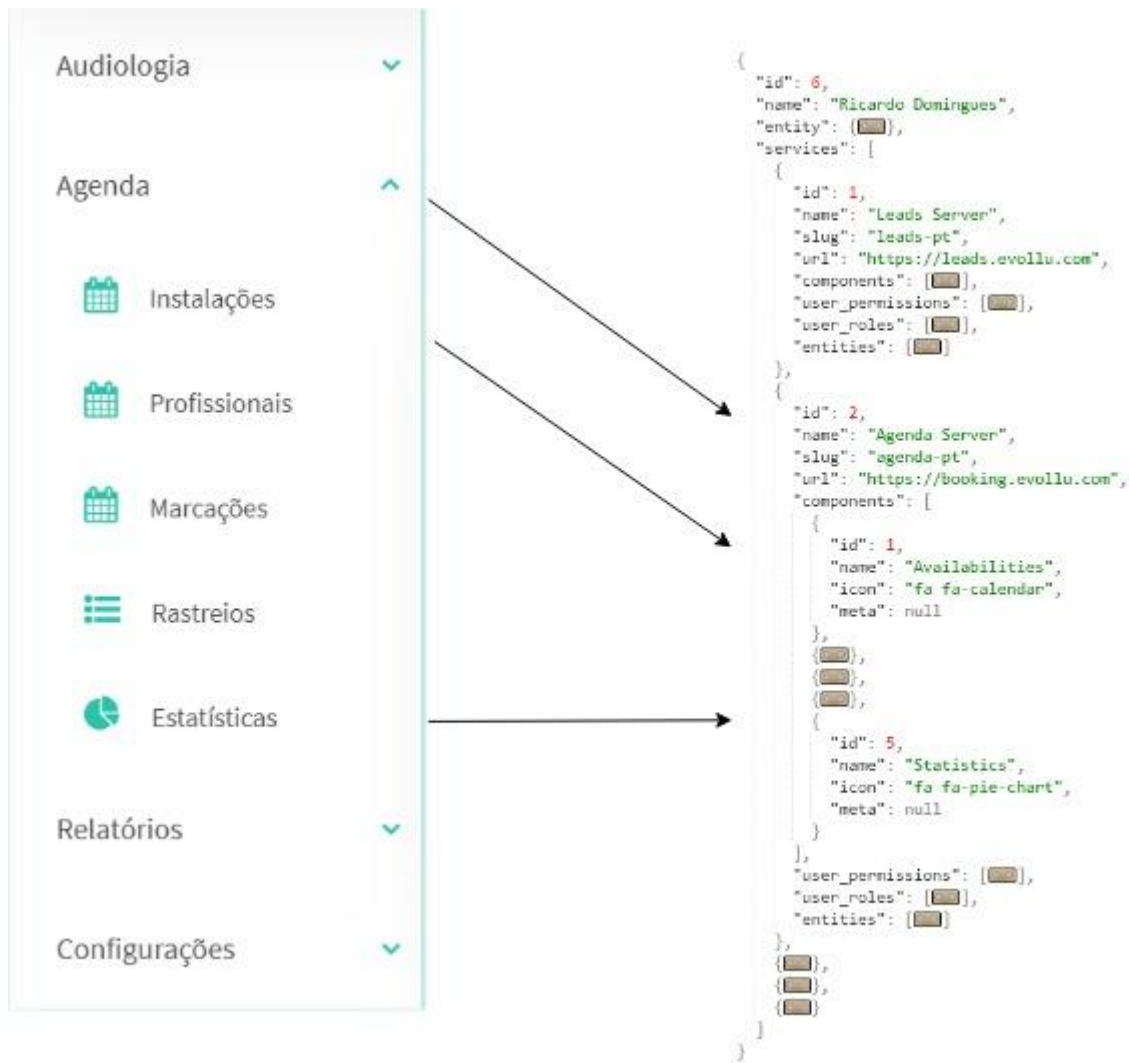 Audiologia
Agenda
Instalações
Profissionais
Marcações
Rastreios
Estatísticas
Relatórios
Configurações
{
"id": 6,
"name": "Ricardo Domingues",
"entity": {},
"services": [
{
"id": 1,
"name": "Leads Server",
"slug": "leads-pt",
"url": "https://leads.evollu.com",
"components": [],
"user_permissions": [],
"user_roles": [],
"entities": []
},
{
"id": 2,
"name": "Agenda Server",
"slug": "agenda-pt",
"url": "https://booking.evollu.com",
"components": [
{
"id": 1,
"name": "Availabilities",
"icon": "fa fa-calendar",
"meta": null
},
{},
{},
{},
{
"id": 5,
"name": "Statistics",
"icon": "fa fa-pie-chart",
"meta": null
}
],
"user_permissions": [],
"user_roles": [],
"entities": []
},
{},
{},
{}
]
}